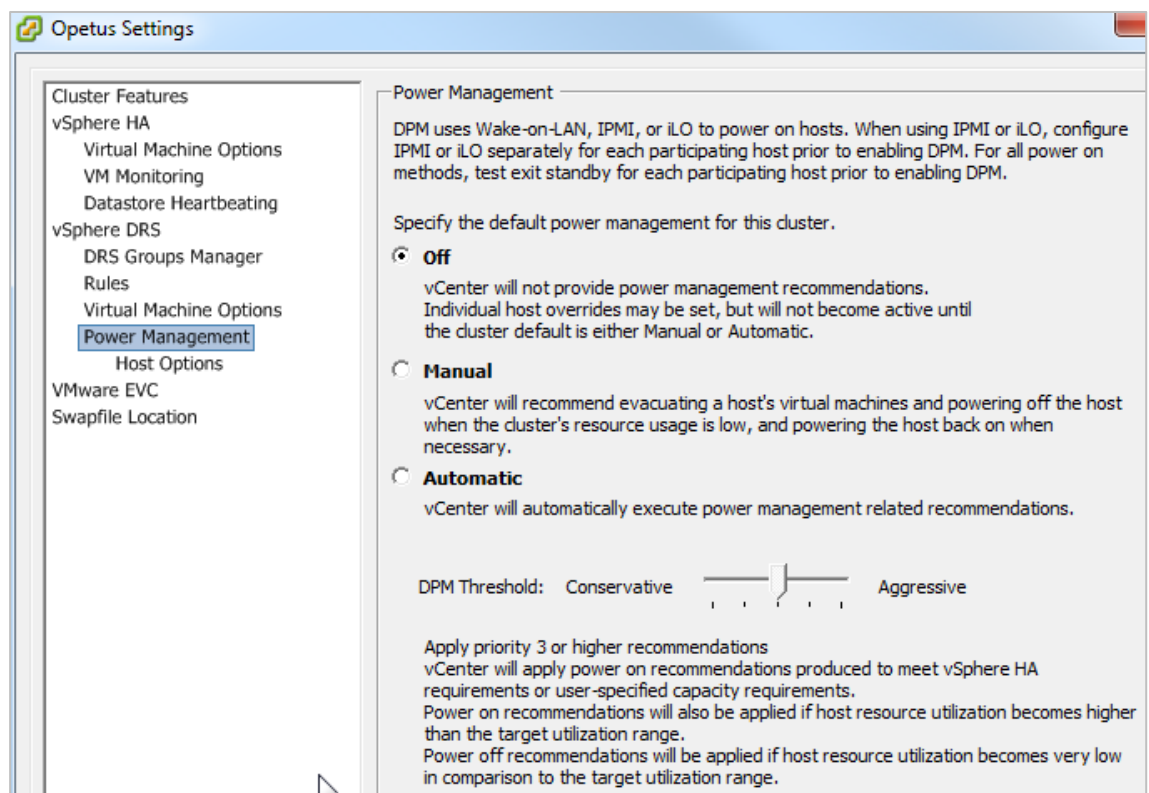 Opetus Settings
Cluster Features
vSphere HA
Virtual Machine Options
VM Monitoring
Datastore Heartbeating
vSphere DRS
DRS Groups Manager
Rules
Virtual Machine Options
Power Management
Host Options
VMware EVC
Swapfile Location
Power Management
DPM uses Wake-on-LAN, IPMI, or iLO to power on hosts. When using IPMI or iLO, configure
IPMI or iLO separately for each participating host prior to enabling DPM. For all power on
methods, test exit standby for each participating host prior to enabling DPM.
Specify the default power management for this cluster.
Off
vCenter will not provide power management recommendations.
Individual host overrides may be set, but will not become active until
the cluster default is either Manual or Automatic.
Manual
vCenter will recommend evacuating a host's virtual machines and powering off the host
when the cluster's resource usage is low, and powering the host back on when
necessary.
Automatic
vCenter will automatically execute power management related recommendations.
DPM Threshold: Conservative Aggressive
Apply priority 3 or higher recommendations
vCenter will apply power on recommendations produced to meet vSphere HA
requirements or user-specified capacity requirements.
Power on recommendations will also be applied if host resource utilization becomes higher
than the target utilization range.
Power off recommendations will be applied if host resource utilization becomes very low
in comparison to the target utilization range.